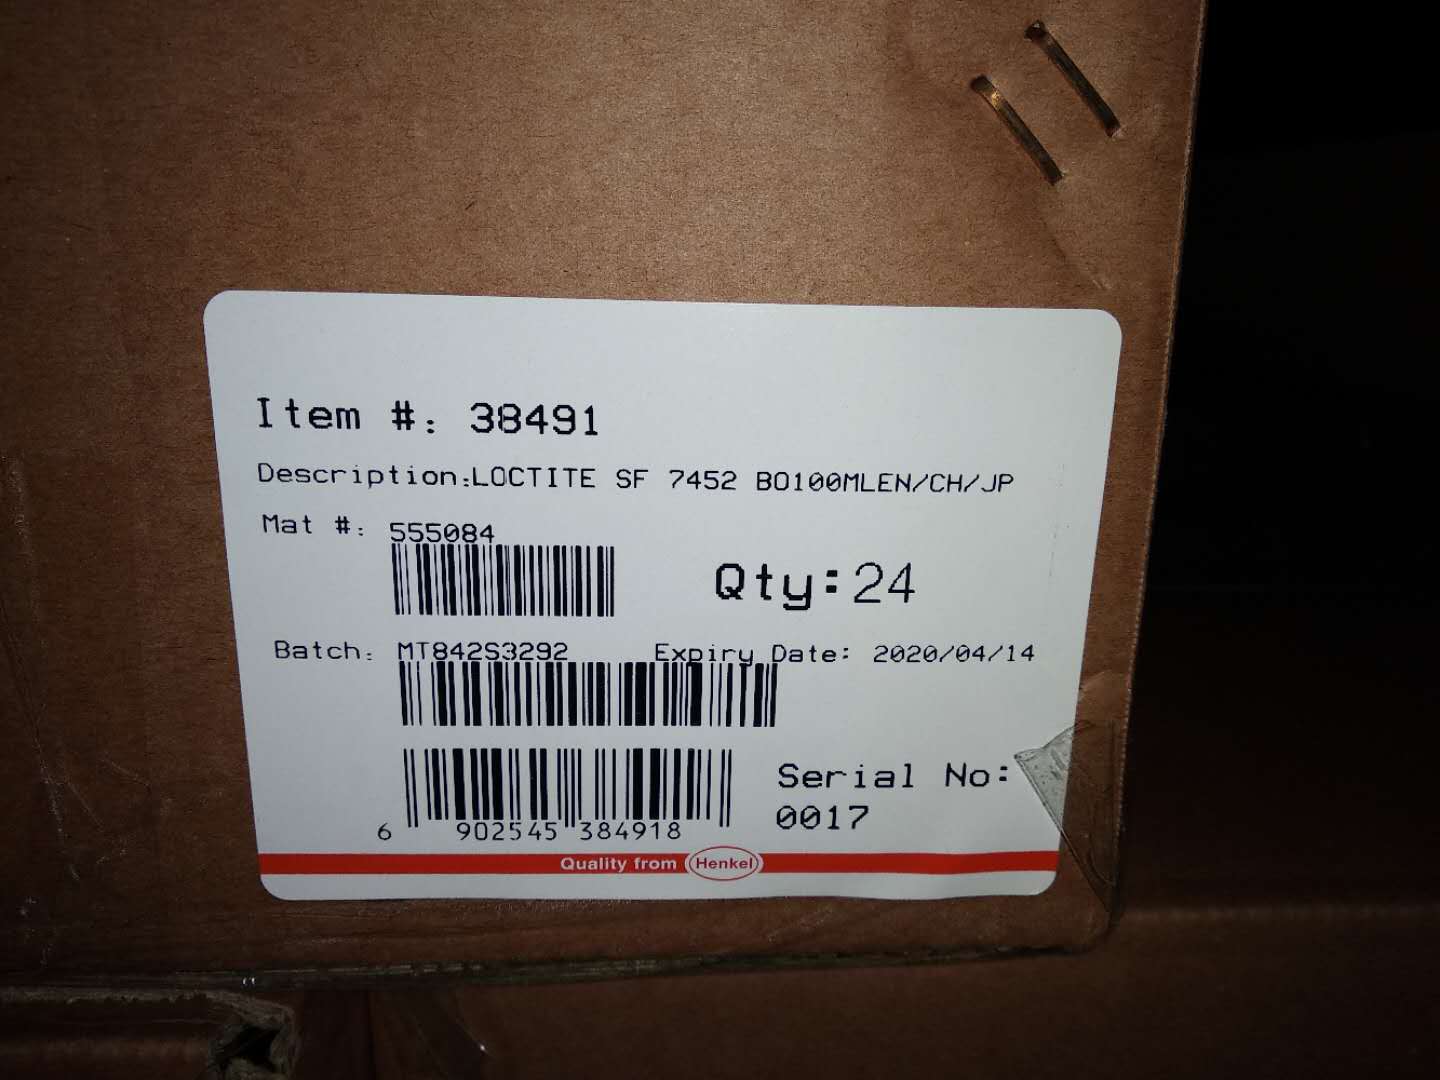 Item #: 38491
Description:LOCTITE SF 7452 BO100MLEN/CH/JP
Mat #: 555084
Qty:24
Batch: MT842S3292 Expiry Date: 2020/04/14
Serial No:
0017
6 902545 384918
Quality from Henkel